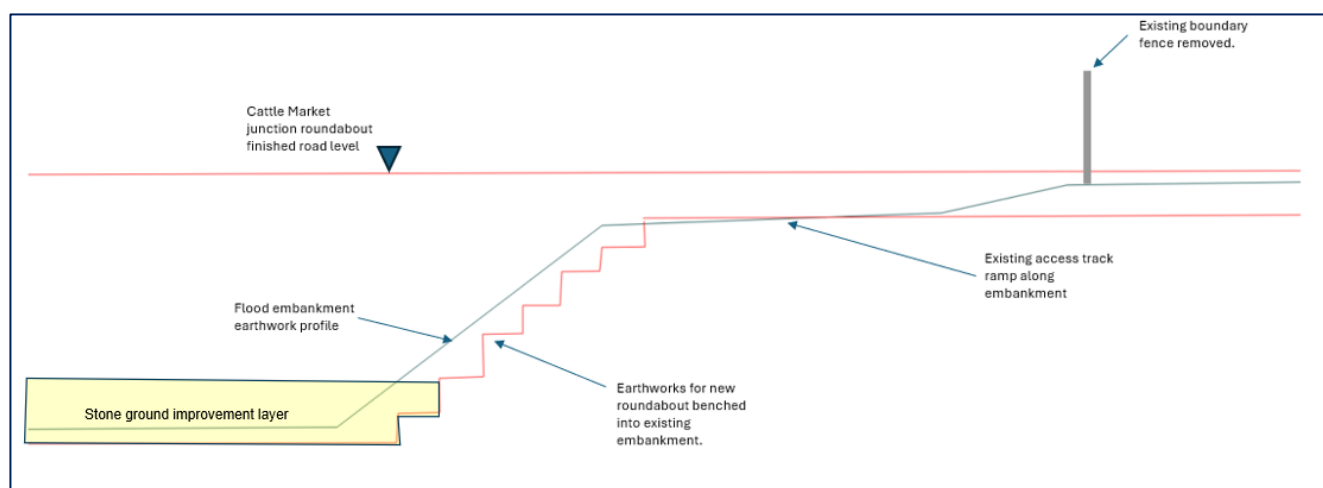 Existing boundary
fence removed.
Cattle Market
junction roundabout
finished road level
Existing access track
ramp along
embankment
Flood embankment
earthwork profile
Earthworks for new
roundabout benched
into existing
embankment.
Stone ground improvement layer